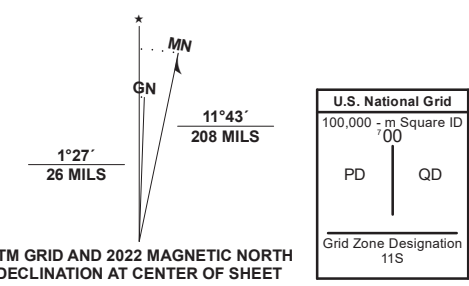 ★
MN
GN
11°43´
208 MILS
1°27´
26 MILS
TM GRID AND 2022 MAGNETIC NORTH
DECLINATION AT CENTER OF SHEET
U.S. National Grid
100,000 - m Square ID
⁷00
PD
QD
Grid Zone Designation
11S